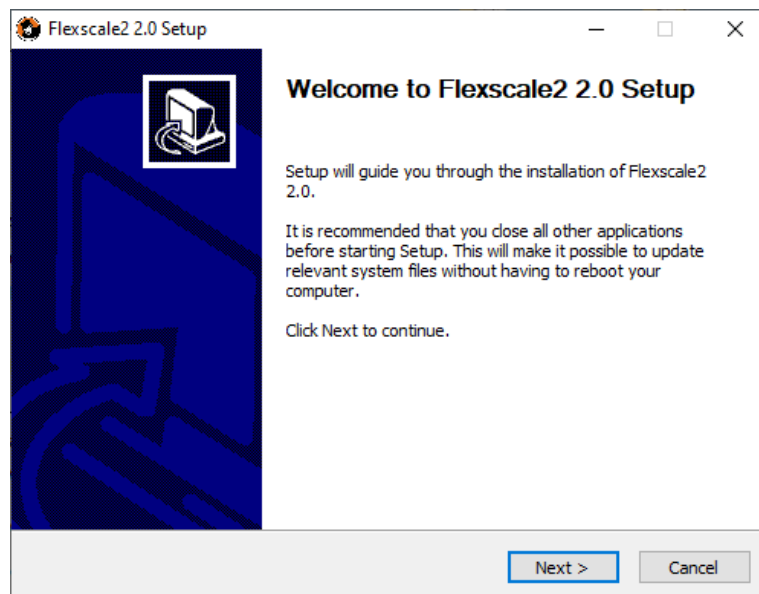 Flexscale2 2.0 Setup
Welcome to Flexscale2 2.0 Setup
Setup will guide you through the installation of Flexscale2
2.0.
It is recommended that you close all other applications
before starting Setup. This will make it possible to update
relevant system files without having to reboot your
computer.
Click Next to continue.
Next >
Cancel